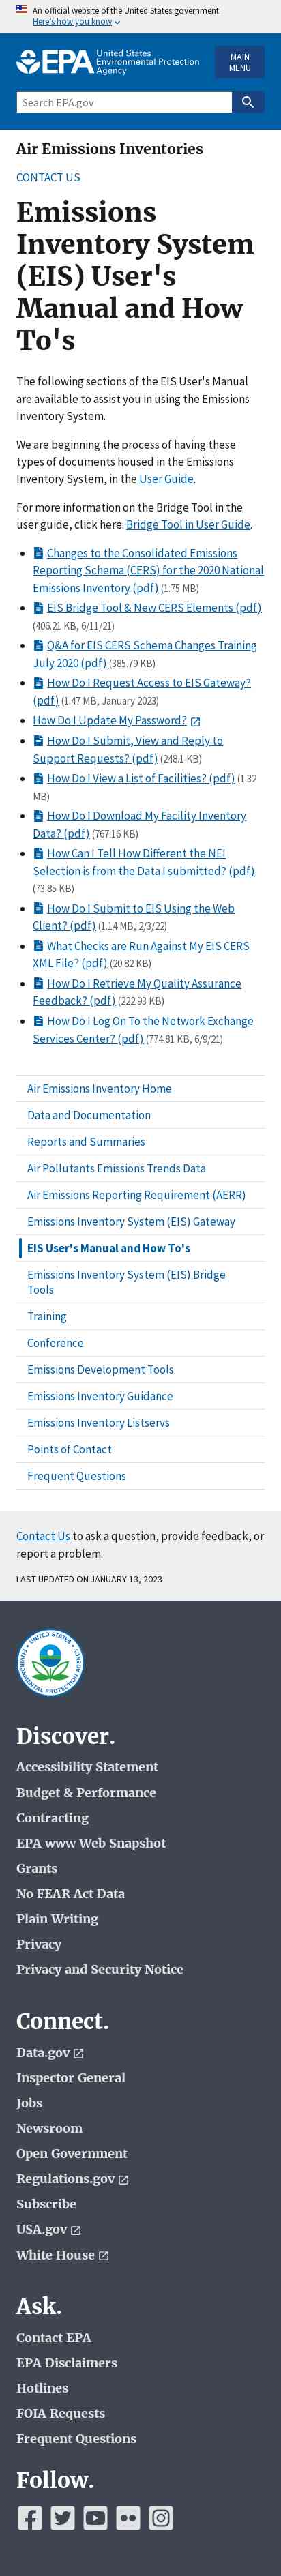 An official website of the United States government
Here's how you know
EPA United States
Environmental Protection
Agency
MAIN
MENU
Search EPA.gov
Air Emissions Inventories
CONTACT US
Emissions
Inventory System
(EIS) User's
Manual and How
To's
The following sections of the EIS User's Manual
are available to assist you in using the Emissions
Inventory System.
We are beginning the process of having these
types of documents housed in the Emissions
Inventory User Guide.
For more information on the Bridge Tool in the
user guide, click here: Bridge Tool in User Guide.
Changes to the Consolidated Emissions
Reporting Schema (CERS) for the 2020 National
Emissions Inventory (pdf) (1.75 MB)
EIS Bridge Tool & New CERS Elements (pdf)
(406.21 KB, 6/11/21)
Q&A for EIS CERS Schema Changes Training
July 2020 (pdf) (385.79 KB)
How Do I Request Access to EIS Gateway?
(pdf) (1.47 MB, January 2023)
How Do I Update My Password?
How Do I Submit, View and Reply to
Support Requests? (pdf) (248.1 KB)
How Do I View a List of Facilities? (pdf) (1.32
MB)
How Do I Download My Facility Inventory
Data? (pdf) (767.16 KB)
How Can I Tell How Different the NEI
Selection is from the Data I submitted? (pdf)
(73.85 KB)
How Do I Submit to EIS Using the Web
Client? (pdf) (1.14 MB, 2/3/22)
What Checks are Run Against My EIS CERS
XML File? (pdf) (20.82 KB)
How Do I Retrieve My Quality Assurance
Feedback? (pdf) (222.93 KB)
How Do I Log On To the Network Exchange
Services Center? (pdf) (774.81 KB, 6/9/21)
Air Emissions Inventory Home
Data and Documentation
Reports and Summaries
Air Pollutants Emissions Trends Data
Air Emissions Reporting Requirement (AERR)
Emissions Inventory System (EIS) Gateway
EIS User's Manual and How To's
Emissions Inventory System (EIS) Bridge
Tools
Training
Conference
Emissions Development Tools
Emissions Inventory Guidance
Emissions Inventory Listservs
Points of Contact
Frequent Questions
Contact Us to ask a question, provide feedback, or
report a problem.
LAST UPDATED ON JANUARY 13, 2023
UNITED STATES
ENVIRONMENTAL PROTECTION AGENCY
Discover.
Accessibility Statement
Budget & Performance
Contracting
EPA www Web Snapshot
Grants
No FEAR Act Data
Plain Writing
Privacy
Privacy and Security Notice
Connect.
Data.gov
Inspector General
Jobs
Newsroom
Open Government
Regulations.gov
Subscribe
USA.gov
White House
Ask.
Contact EPA
EPA Disclaimers
Hotlines
FOIA Requests
Frequent Questions
Follow.